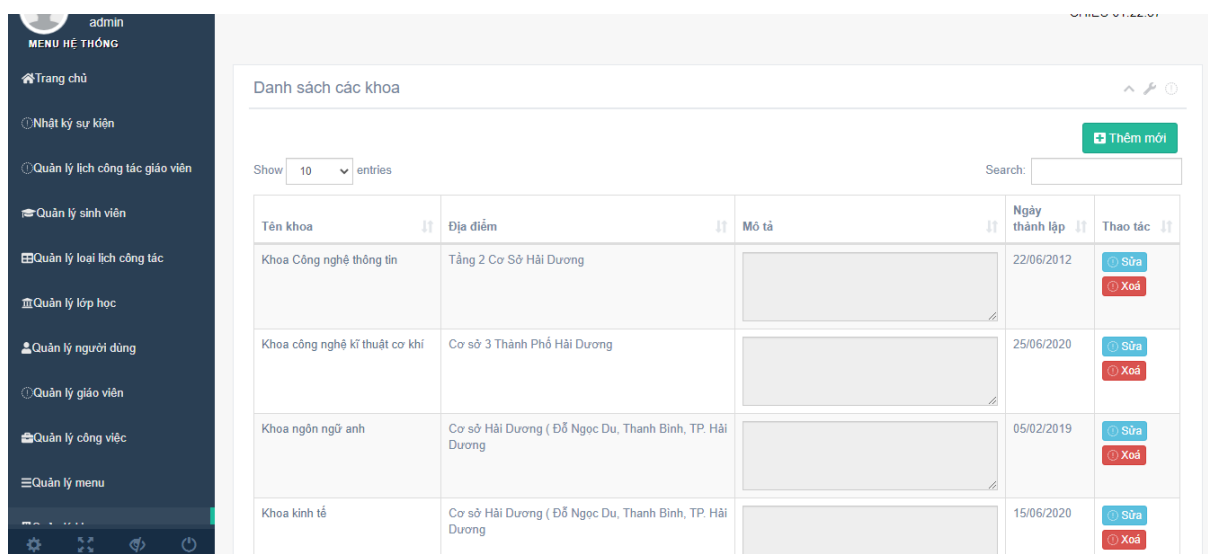 admin
MENU HỆ THỐNG
Trang chủ
Nhật ký sự kiện
Quản lý lịch công tác giáo viên
Quản lý sinh viên
Quản lý loại lịch công tác
Quản lý lớp học
Quản lý người dùng
Quản lý giáo viên
Quản lý công việc
Quản lý menu
Danh sách các khoa
Thêm mới
Show 10 entries
Search:
Tên khoa Địa điểm Mô tả Ngày thành lập Thao tác
Khoa Công nghệ thông tin Tầng 2 Cơ Sở Hải Dương 22/06/2012 Sửa
Xoá
Khoa công nghệ kĩ thuật cơ khí Cơ sở 3 Thành Phố Hải Dương 25/06/2020 Sửa
Xoá
Khoa ngôn ngữ anh Cơ sở Hải Dương ( Đỗ Ngọc Du, Thanh Bình, TP. Hải 05/02/2019 Sửa
Dương Xoá
Khoa kinh tế Cơ sở Hải Dương ( Đỗ Ngọc Du, Thanh Bình, TP. Hải 15/06/2020 Sửa
Dương Xoá